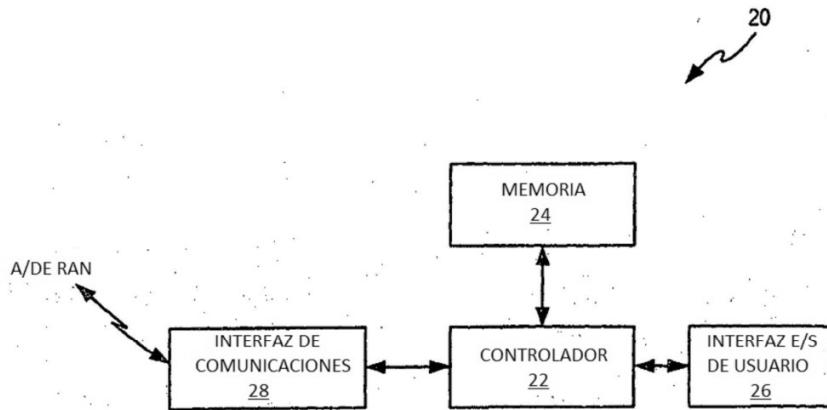 20
MEMORIA
24
A/DE RAN
INTERFAZ DE
COMUNICACIONES
28
CONTROLADOR
22
INTERFAZ E/S
DE USUARIO 26